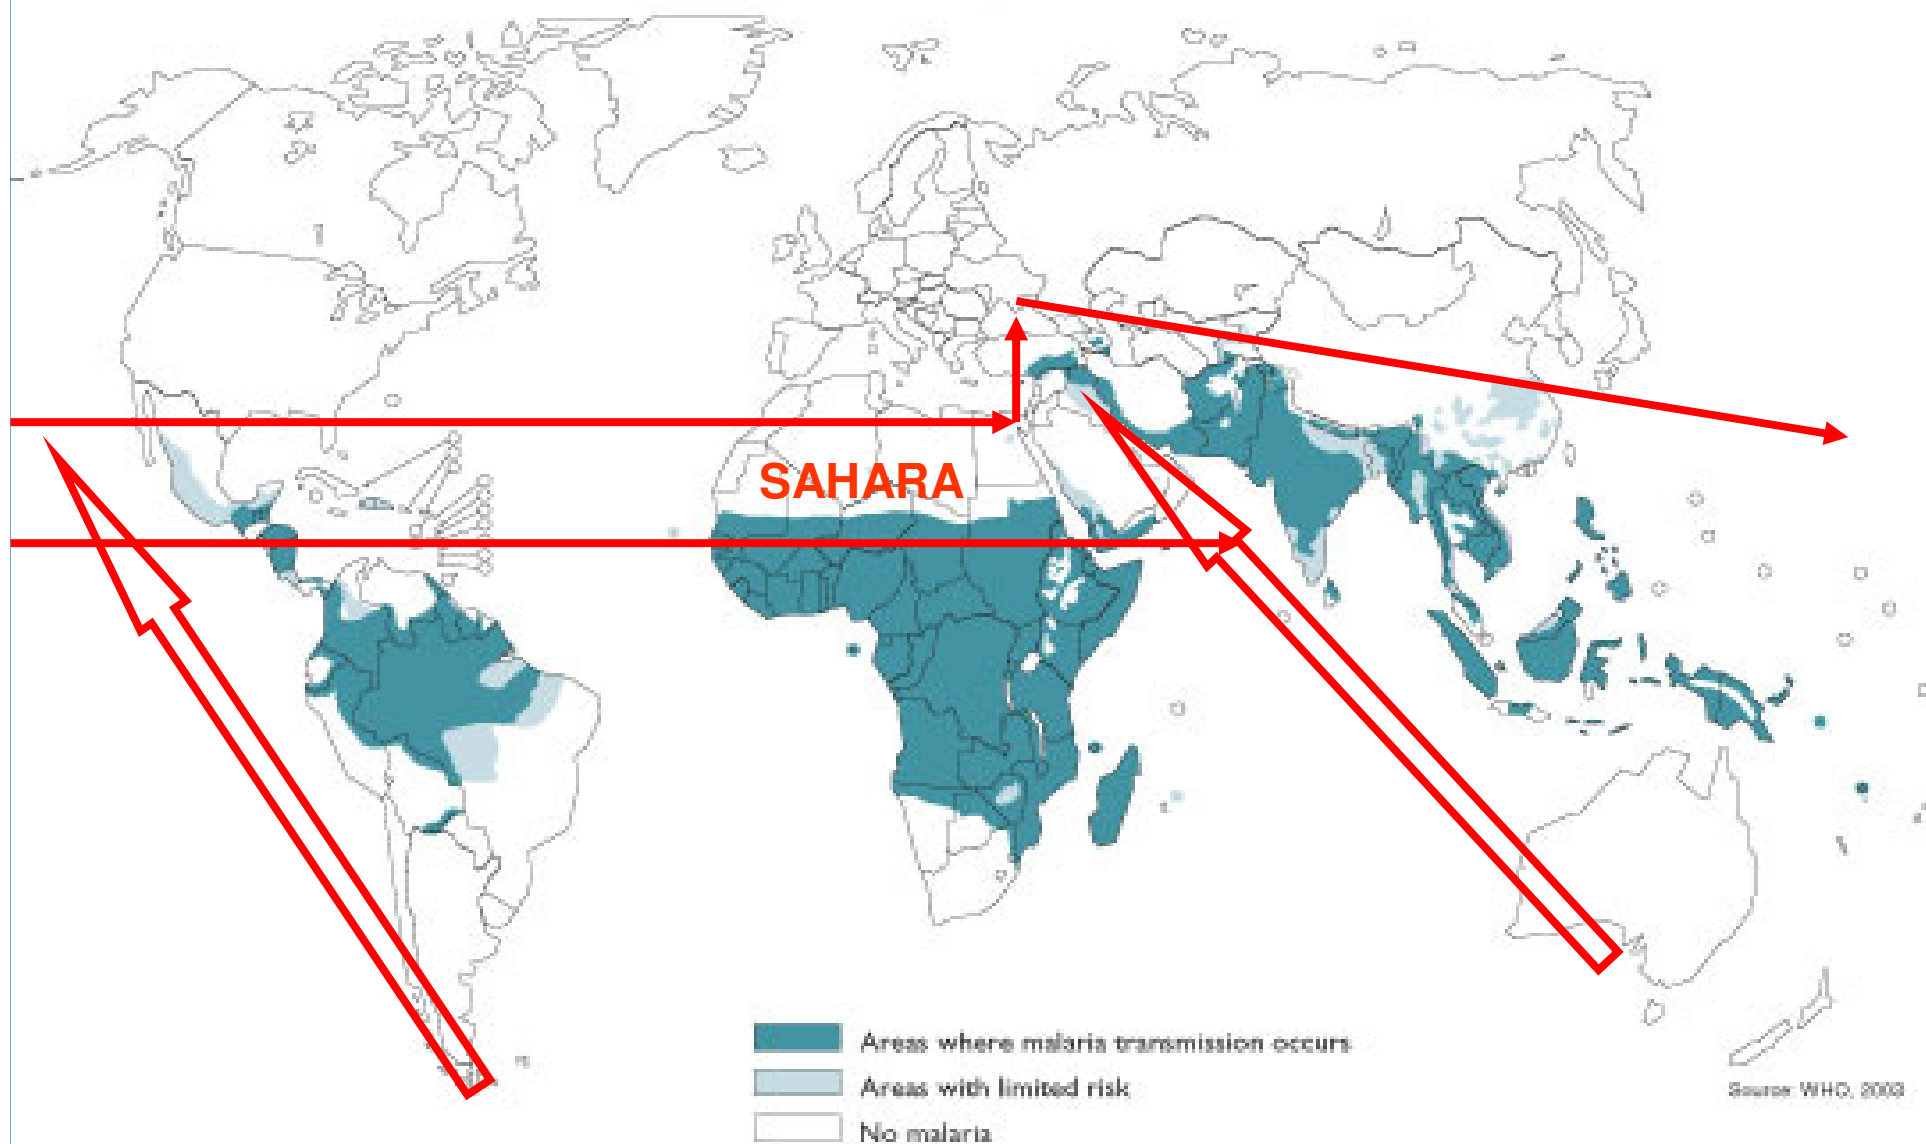 SAHARA
Areas where malaria transmission occurs
Areas with limited risk
No malaria
Source: WHO, 2003